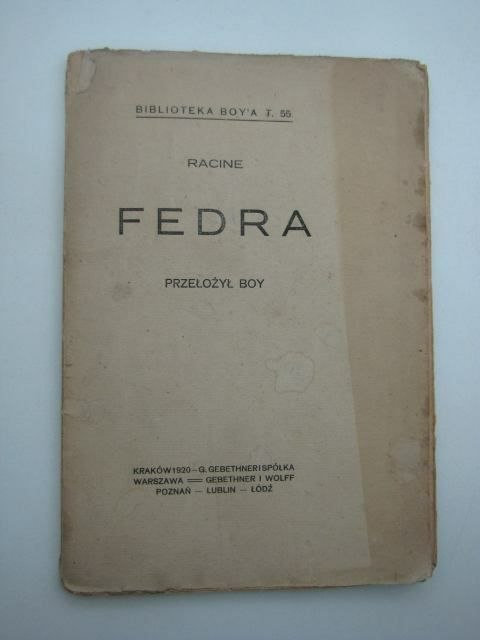 BIBLIOTEKA BOY'A T. 55.
RACINE
FEDRA
PRZEŁOŻYŁ BOY
KRAKÓW 1920 – G. GEBETHNER I SPÓŁKA
WARSZAWA = GEBETHNER I WOLFF
POZNAŃ – LUBLIN – ŁÓDŹ